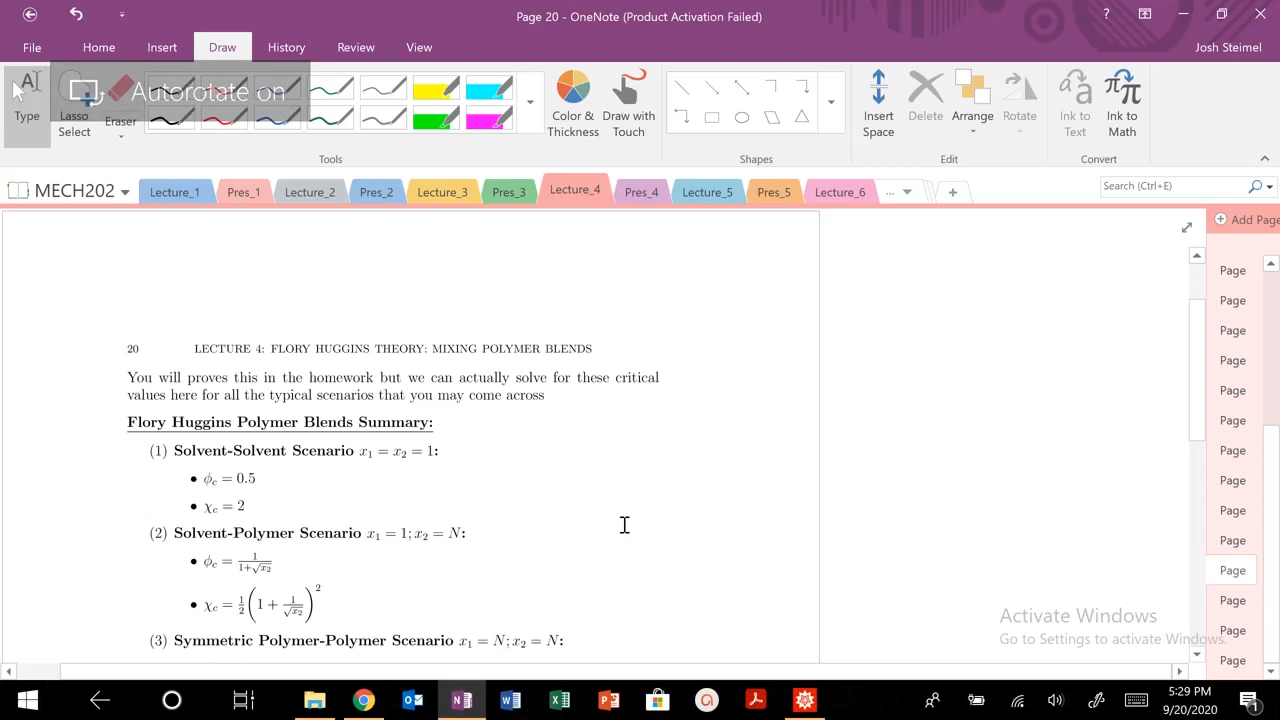 Page 20 - OneNote (Product Activation Failed)
?
File
Home
Insert
Draw
History
Review
View
Josh Steimel
Autorotate on
Type
Lasso
Select
Eraser
Color &
Thickness
Draw with
Touch
Insert
Space
Delete
Arrange
Rotate
Ink to
Text
Ink to
Math
Tools
Shapes
Edit
Convert
MECH202
Lecture_1
Pres_1
Lecture_2
Pres_2
Lecture_3
Pres_3
Lecture_4
Pres_4
Lecture_5
Pres_5
Lecture_6
...
Search (Ctrl+E)
Add Page
Page
Page
Page
Page
Page
Page
Page
Page
Page
Page
Page
Page
Page
Page
20 LECTURE 4: FLORY HUGGINS THEORY: MIXING POLYMER BLENDS
You will proves this in the homework but we can actually solve for these critical
values here for all the typical scenarios that you may come across
Flory Huggins Polymer Blends Summary:
(1) Solvent-Solvent Scenario x₁ = x₂ = 1:
• ϕc = 0.5
• χc = 2
(2) Solvent-Polymer Scenario x₁ = 1; x₂ = N:
• ϕc = 1/(1+√x₂)
• χc = 1/2 (1 + 1/√x₂)²
(3) Symmetric Polymer-Polymer Scenario x₁ = N; x₂ = N:
Activate Windows
Go to Settings to activate Windows.
5:29 PM
9/20/2020